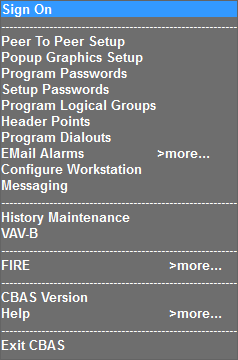 Sign On
Peer To Peer Setup
Popup Graphics Setup
Program Passwords
Setup Passwords
Program Logical Groups
Header Points
Program Dialouts
EMail Alarms >more...
Configure Workstation
Messaging
History Maintenance
VAV-B
FIRE >more...
CBAS Version
Help >more...
Exit CBAS